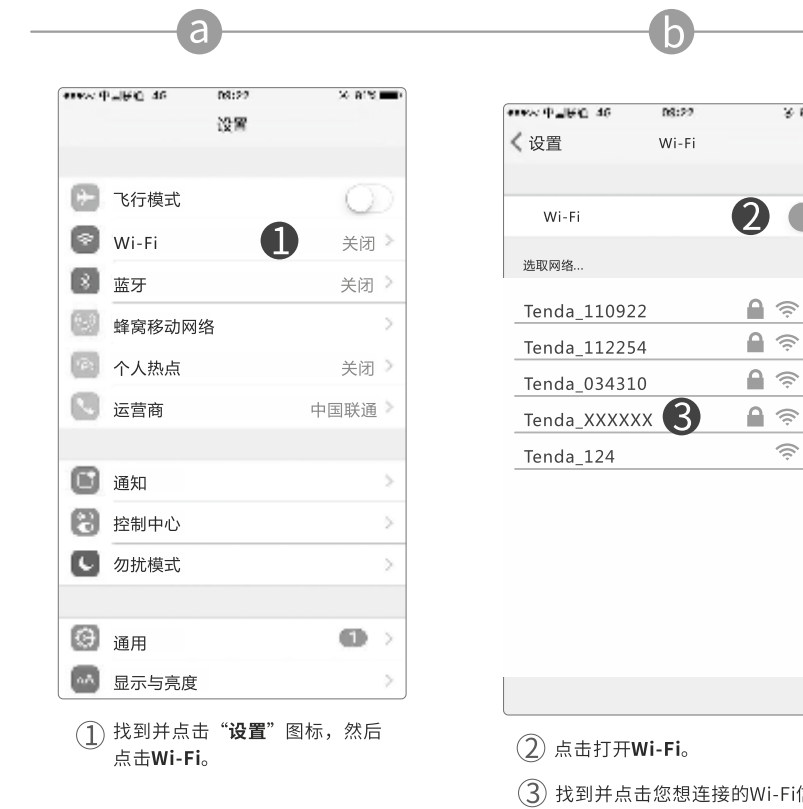 a
b
09:22
设置
飞行模式
Wi-Fi
1
关闭
蓝牙
关闭
蜂窝移动网络
个人热点
关闭
运营商
中国联通
通知
控制中心
勿扰模式
通用
1
显示与亮度
① 找到并点击“设置”图标，然后
点击Wi-Fi。
09:22
设置
Wi-Fi
Wi-Fi
2
选取网络...
Tenda_110922
Tenda_112254
Tenda_034310
Tenda_XXXXXX
3
Tenda_124
② 点击打开Wi-Fi。
③ 找到并点击您想连接的Wi-Fi